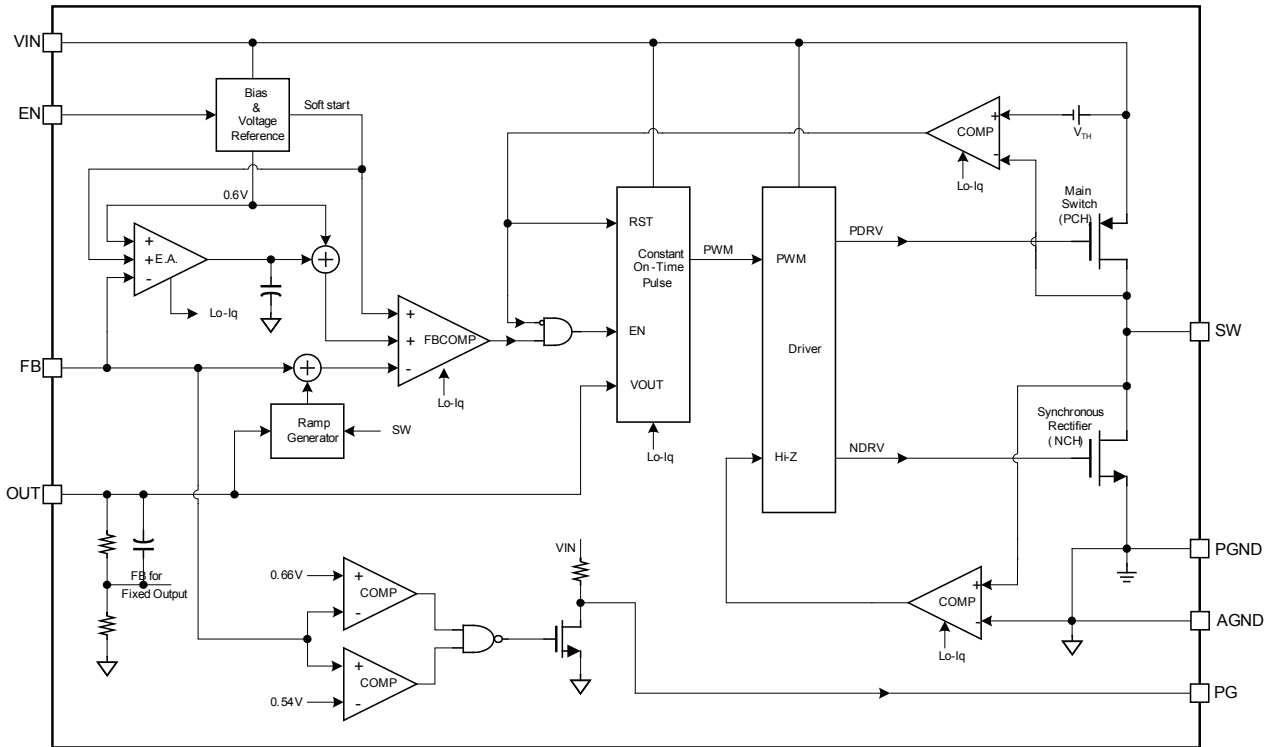 VIN
EN
Bias
&
Voltage
Reference
Soft start
0.6V
+
+
-
E.A.
Lo-Iq
+
+
+
-
FBCOMP
Lo-Iq
FB
+
Ramp
Generator
SW
OUT
FB for
Fixed Output
RST
Constant
On-Time
Pulse
EN
VOUT
Lo-Iq
PWM
PWM
Driver
Hi-Z
PDRV
NDRV
+
-
COMP
Lo-Iq
VTH
Main
Switch
(PCH)
SW
Synchronous
Rectifier
(NCH)
+
-
COMP
Lo-Iq
PGND
AGND
PG
0.66V
+
-
COMP
+
-
COMP
0.54V
VIN